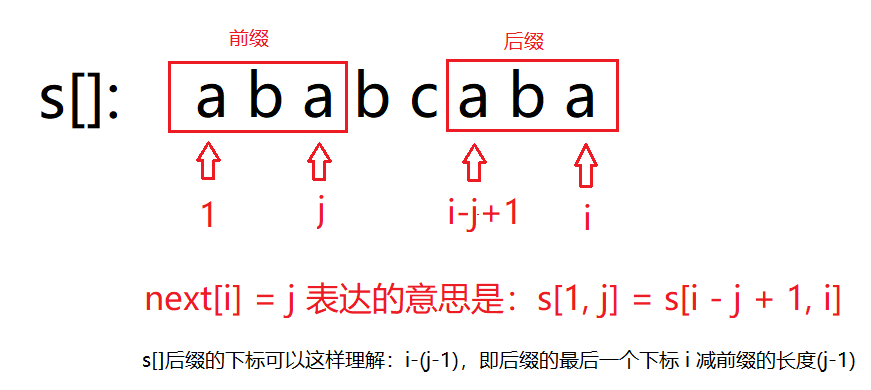 前缀 后缀
s[]: a b a b c a b a
1 j i-j+1 i
next[i] = j 表达的意思是：s[1, j] = s[i - j + 1, i]
s[]后缀的下标可以这样理解：i-(j-1)，即后缀的最后一个下标 i 减前缀的长度(j-1)